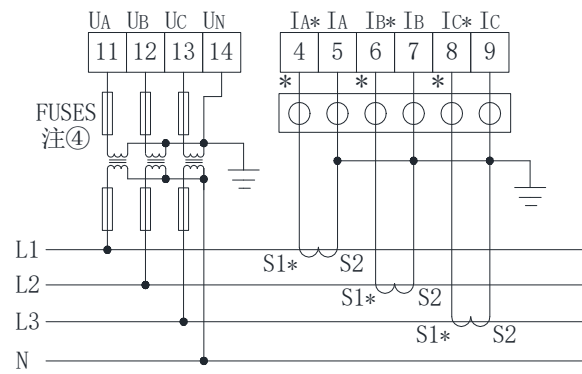 UA UB UC UN IA* IA IB* IB IC* IC
11 12 13 14 4 5 6 7 8 9
* * *
FUSES
注④
L1
S1* S2
L2
S1* S2
L3
S1* S2
N